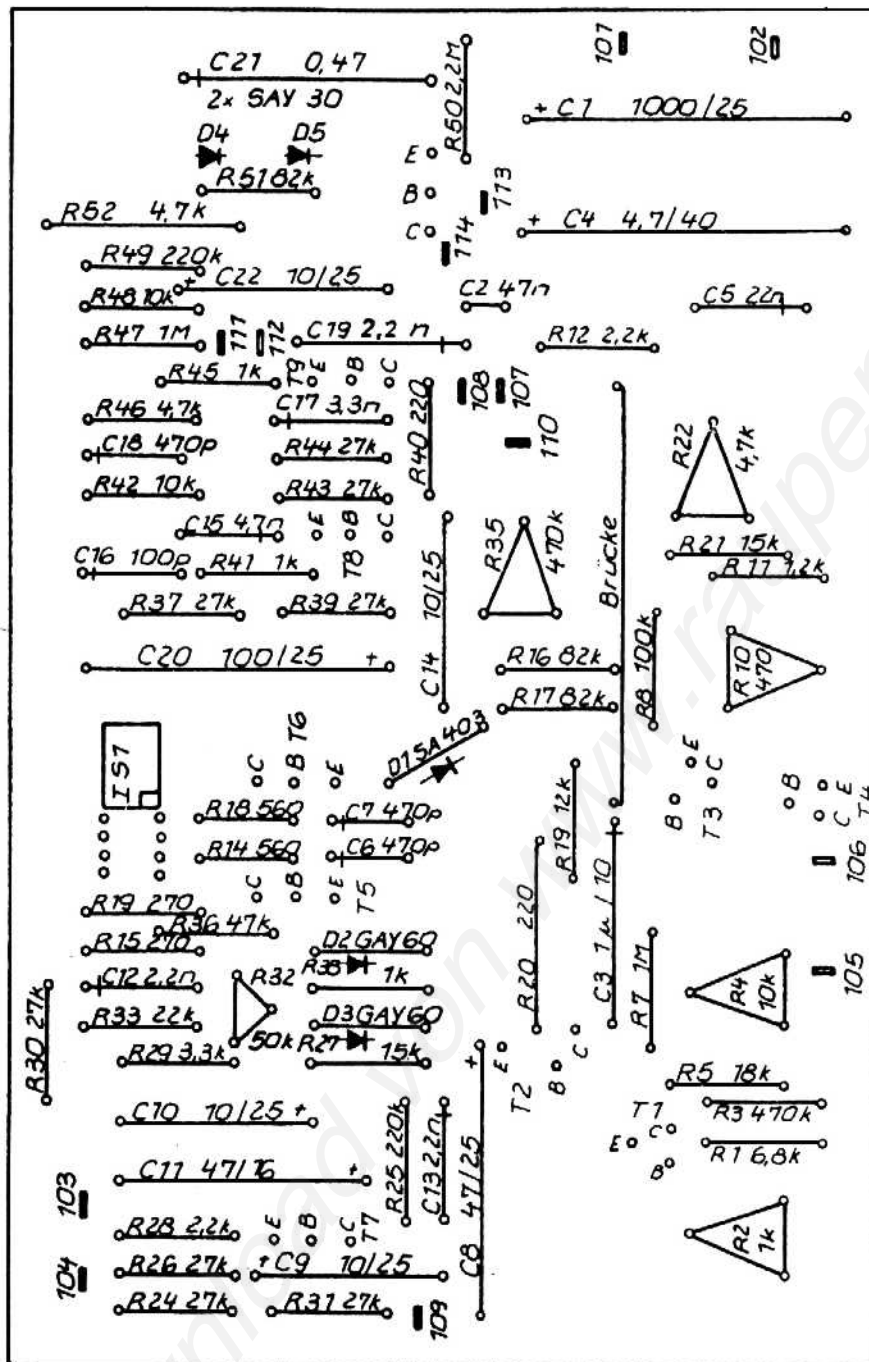 C21 0,47
2x SAY 30
D4
D5
R50 2,2M
101
102
+ C1 1000/25
E
R51 82k
B
113
R52 4,7k
C
114
+ C4 4,7/40
R49 220k
+ C22 10/25
R48 10k
C2 47n
C5 22n
R47 1M
111
112
C19 2,2n
R12 2,2k
R45 1k
T9
E
B
C
R40 220
108
107
R46 4,7k
C17 3,3n
110
R22
4,7k
C18 470p
R44 27k
R42 10k
R43 27k
C15 4,7n
E
B
C
T8
R35
470k
Brücke
R21 15k
R11 1,2k
C16 100p
R41 1k
C14 10/25
R37 27k
R39 27k
R8 100k
R10
470
C20 100/25 +
R16 82k
R17 82k
IS1
C
B
T6
E
D1 SA 403
E
C
B
T3
B
E
C
T4
R18 560
C7 470p
R19 12k
R14 560
C6 470p
106
C
B
E
T5
R19 270
R36 47k
R20 220
C3 1µ/10
R7 1M
R15 270
D2 GAY60
R4
10k
105
R30 27k
C12 2,2n
R32
50k
R38 1k
R33 22k
D3 GAY60
R29 3,3k
R27 15k
+
E
T2
B
C
R5 18k
C10 10/25 +
R25 220k
C13 2,2n
C8 47/25
T1
C
E
B
R3 470k
R1 6,8k
C11 47/16 +
103
R28 2,2k
E
B
C
T7
R2
1k
104
R26 27k
+ C9 10/25
R24 27k
R31 27k
109